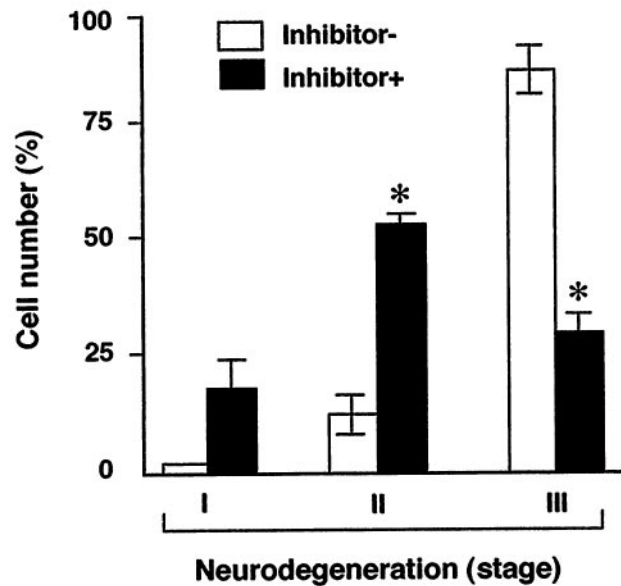 100
75
50
25
0
Cell number (%)
Inhibitor-
Inhibitor+
*
*
I
II
III
Neurodegeneration (stage)